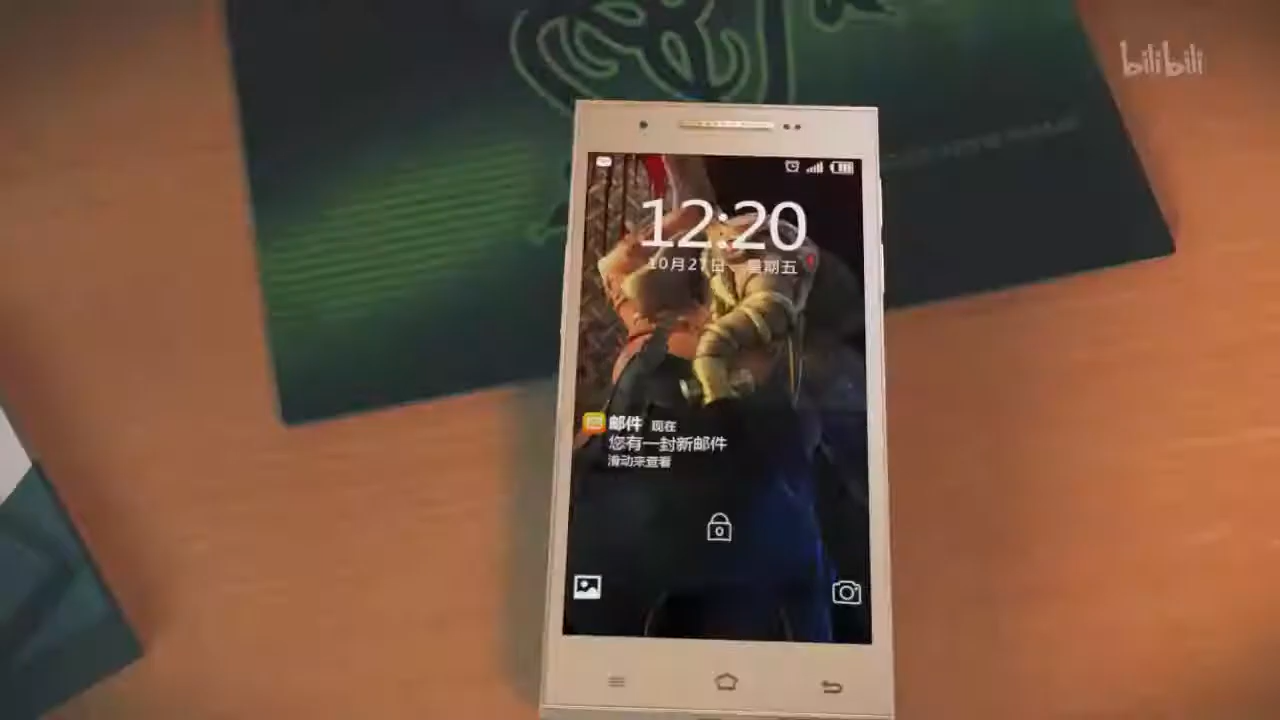 bilibili
12:20
10月27日 星期五
邮件 现在
您有一封新邮件
滑动来查看